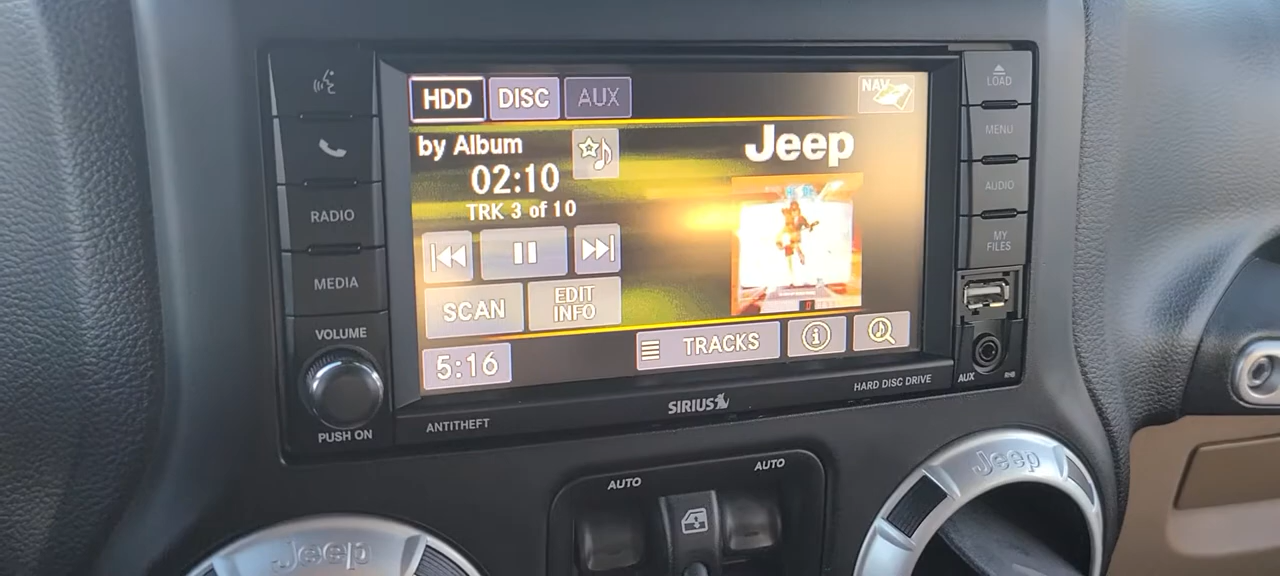 HDD DISC AUX NAV
by Album
Jeep
02:10
TRK 3 of 10
SCAN
EDIT INFO
5:16
TRACKS
RADIO
MEDIA
VOLUME
PUSH ON
LOAD
MENU
AUDIO
MY FILES
AUX
ANTITHEFT
SIRIUS
HARD DISC DRIVE
AUTO
AUTO
Jeep
Jeep